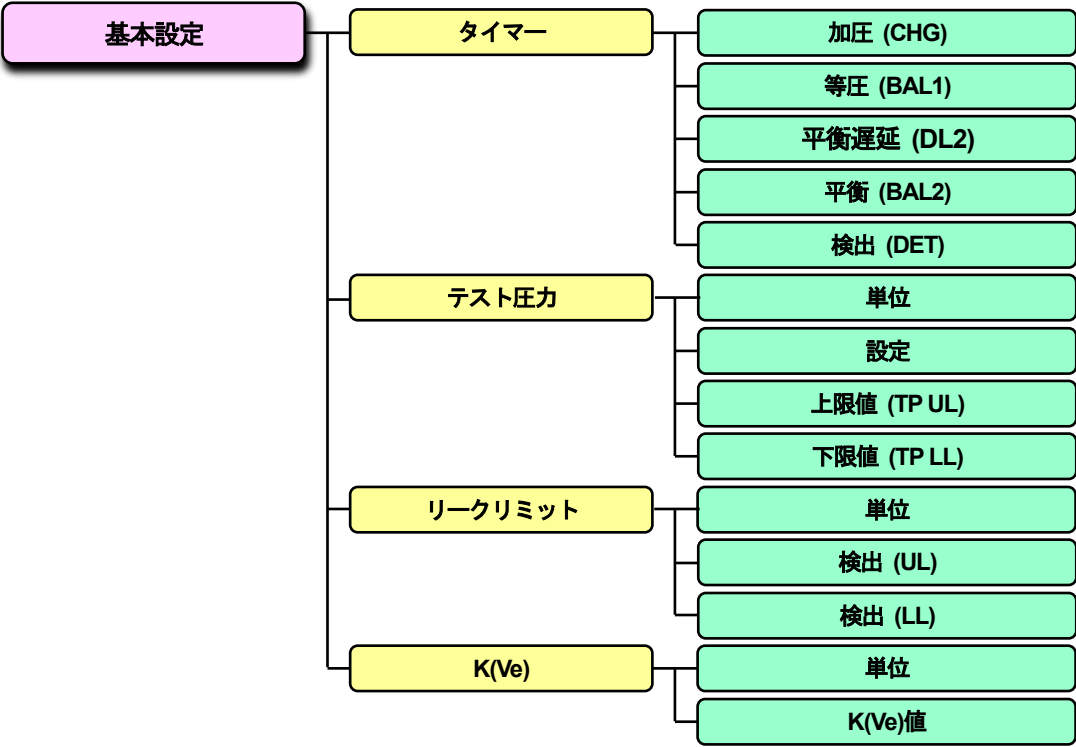 基本設定
タイマー
加圧 (CHG)
等圧 (BAL1)
平衡遅延 (DL2)
平衡 (BAL2)
検出 (DET)
テスト圧力
単位
設定
上限値 (TP UL)
下限値 (TP LL)
リークリミット
単位
検出 (UL)
検出 (LL)
K(Ve)
単位
K(Ve)値